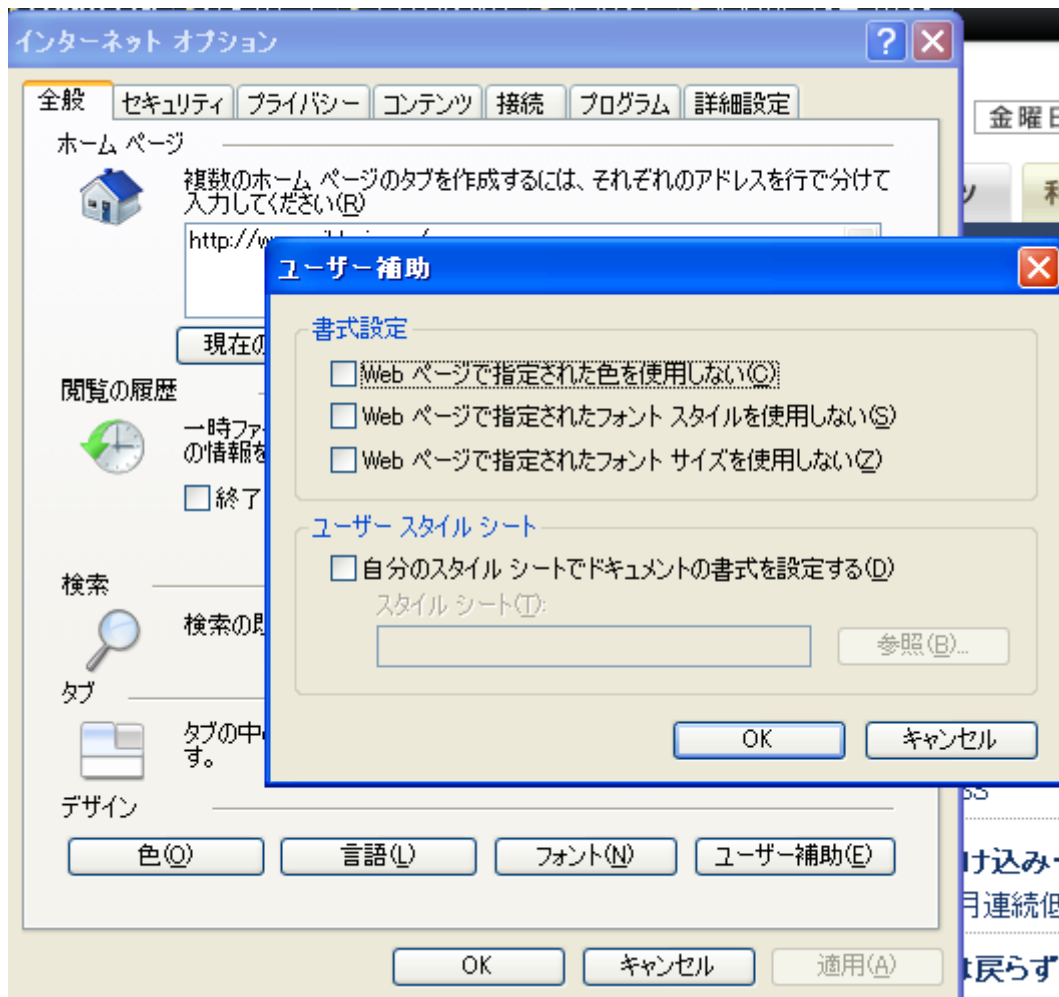 インターネット オプション
全般
セキュリティ
プライバシー
コンテンツ
接続
プログラム
詳細設定
金曜日
ホーム ページ
複数のホーム ページのタブを作成するには、それぞれのアドレスを行で分けて
入力してください(R)
http://w
ユーザー補助
書式設定
Web ページで指定された色を使用しない(C)
Web ページで指定されたフォント スタイルを使用しない(S)
Web ページで指定されたフォント サイズを使用しない(Z)
ユーザー スタイル シート
自分のスタイル シートでドキュメントの書式を設定する(D)
スタイル シート(T):
参照(B)...
OK
キャンセル
現在の
閲覧の履歴
一時ファ
の情報を
終了
検索
検索の既
タブ
タブの中
す。
デザイン
色(O)
言語(L)
フォント(N)
ユーザー補助(E)
OK
キャンセル
適用(A)
け込み
月連続低
戻らず